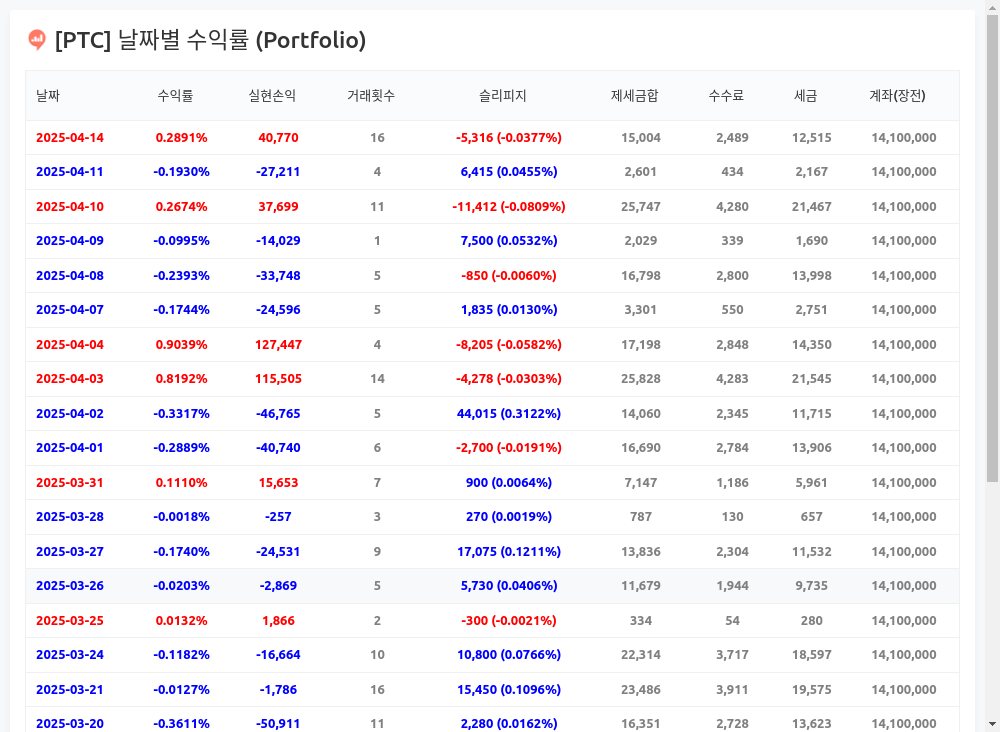 [PTC] 날짜별 수익률 (Portfolio)
날짜 수익률 실현손익 거래횟수 슬리피지 제세금합 수수료 세금 계좌(장전)
2025-04-14 0.2891% 40,770 16 -5,316 (-0.0377%) 15,004 2,489 12,515 14,100,000
2025-04-11 -0.1930% -27,211 4 6,415 (0.0455%) 2,601 434 2,167 14,100,000
2025-04-10 0.2674% 37,699 11 -11,412 (-0.0809%) 25,747 4,280 21,467 14,100,000
2025-04-09 -0.0995% -14,029 1 7,500 (0.0532%) 2,029 339 1,690 14,100,000
2025-04-08 -0.2393% -33,748 5 -850 (-0.0060%) 16,798 2,800 13,998 14,100,000
2025-04-07 -0.1744% -24,596 5 1,835 (0.0130%) 3,301 550 2,751 14,100,000
2025-04-04 0.9039% 127,447 4 -8,205 (-0.0582%) 17,198 2,848 14,350 14,100,000
2025-04-03 0.8192% 115,505 14 -4,278 (-0.0303%) 25,828 4,283 21,545 14,100,000
2025-04-02 -0.3317% -46,765 5 44,015 (0.3122%) 14,060 2,345 11,715 14,100,000
2025-04-01 -0.2889% -40,740 6 -2,700 (-0.0191%) 16,690 2,784 13,906 14,100,000
2025-03-31 0.1110% 15,653 7 900 (0.0064%) 7,147 1,186 5,961 14,100,000
2025-03-28 -0.0018% -257 3 270 (0.0019%) 787 130 657 14,100,000
2025-03-27 -0.1740% -24,531 9 17,075 (0.1211%) 13,836 2,304 11,532 14,100,000
2025-03-26 -0.0203% -2,869 5 5,730 (0.0406%) 11,679 1,944 9,735 14,100,000
2025-03-25 0.0132% 1,866 2 -300 (-0.0021%) 334 54 280 14,100,000
2025-03-24 -0.1182% -16,664 10 10,800 (0.0766%) 22,314 3,717 18,597 14,100,000
2025-03-21 -0.0127% -1,786 16 15,450 (0.1096%) 23,486 3,911 19,575 14,100,000
2025-03-20 -0.3611% -50,911 11 2,280 (0.0162%) 16,351 2,728 13,623 14,100,000